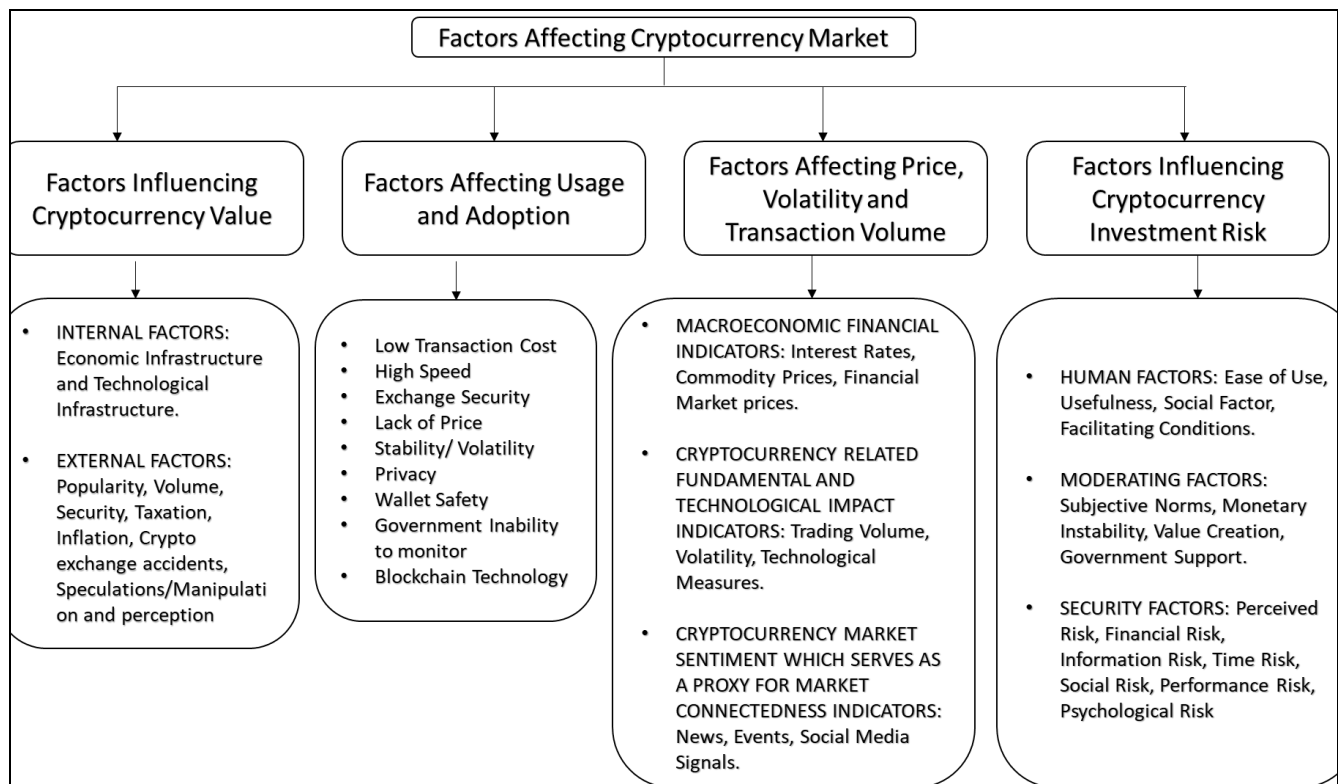 Factors Affecting Cryptocurrency Market
Factors Influencing
Cryptocurrency Value
Factors Affecting Usage
and Adoption
Factors Affecting Price,
Volatility and
Transaction Volume
Factors Influencing
Cryptocurrency
Investment Risk
• INTERNAL FACTORS:
Economic Infrastructure
and Technological
Infrastructure.
• EXTERNAL FACTORS:
Popularity, Volume,
Security, Taxation,
Inflation, Crypto
exchange accidents,
Speculations/Manipulati
on and perception
• Low Transaction Cost
• High Speed
• Exchange Security
• Lack of Price
• Stability/ Volatility
• Privacy
• Wallet Safety
• Government Inability
to monitor
• Blockchain Technology
• MACROECONOMIC FINANCIAL
INDICATORS: Interest Rates,
Commodity Prices, Financial
Market prices.
• CRYPTOCURRENCY RELATED
FUNDAMENTAL AND
TECHNOLOGICAL IMPACT
INDICATORS: Trading Volume,
Volatility, Technological
Measures.
• CRYPTOCURRENCY MARKET
SENTIMENT WHICH SERVES AS
A PROXY FOR MARKET
CONNECTEDNESS INDICATORS:
News, Events, Social Media
Signals.
• HUMAN FACTORS: Ease of Use,
Usefulness, Social Factor,
Facilitating Conditions.
• MODERATING FACTORS:
Subjective Norms, Monetary
Instability, Value Creation,
Government Support.
• SECURITY FACTORS: Perceived
Risk, Financial Risk,
Information Risk, Time Risk,
Social Risk, Performance Risk,
Psychological Risk